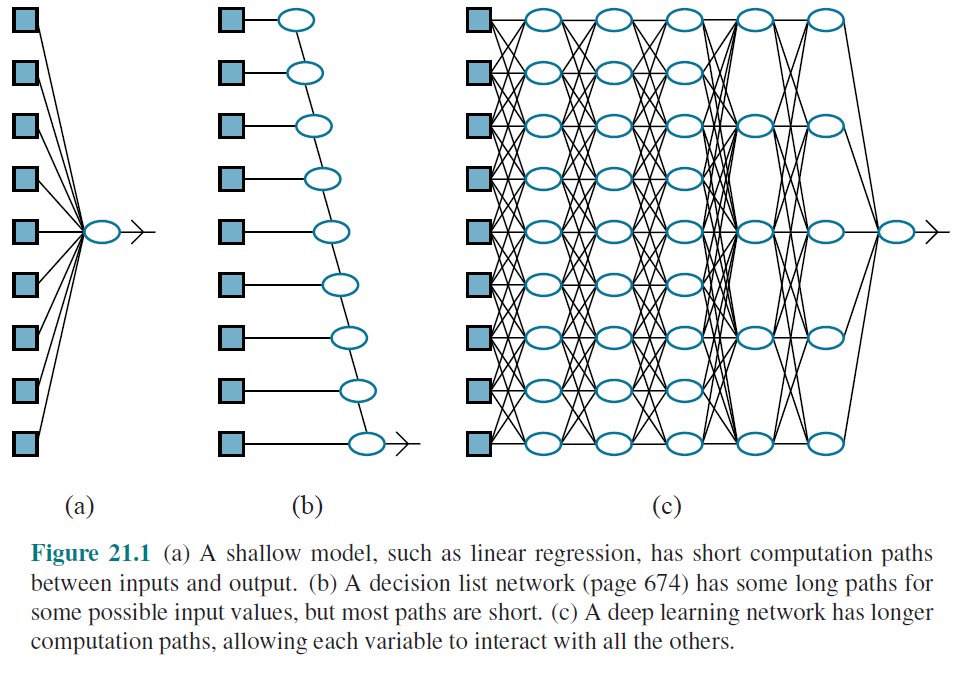 (a)
(b)
(c)
Figure 21.1 (a) A shallow model, such as linear regression, has short computation paths
between inputs and output. (b) A decision list network (page 674) has some long paths for
some possible input values, but most paths are short. (c) A deep learning network has longer
computation paths, allowing each variable to interact with all the others.